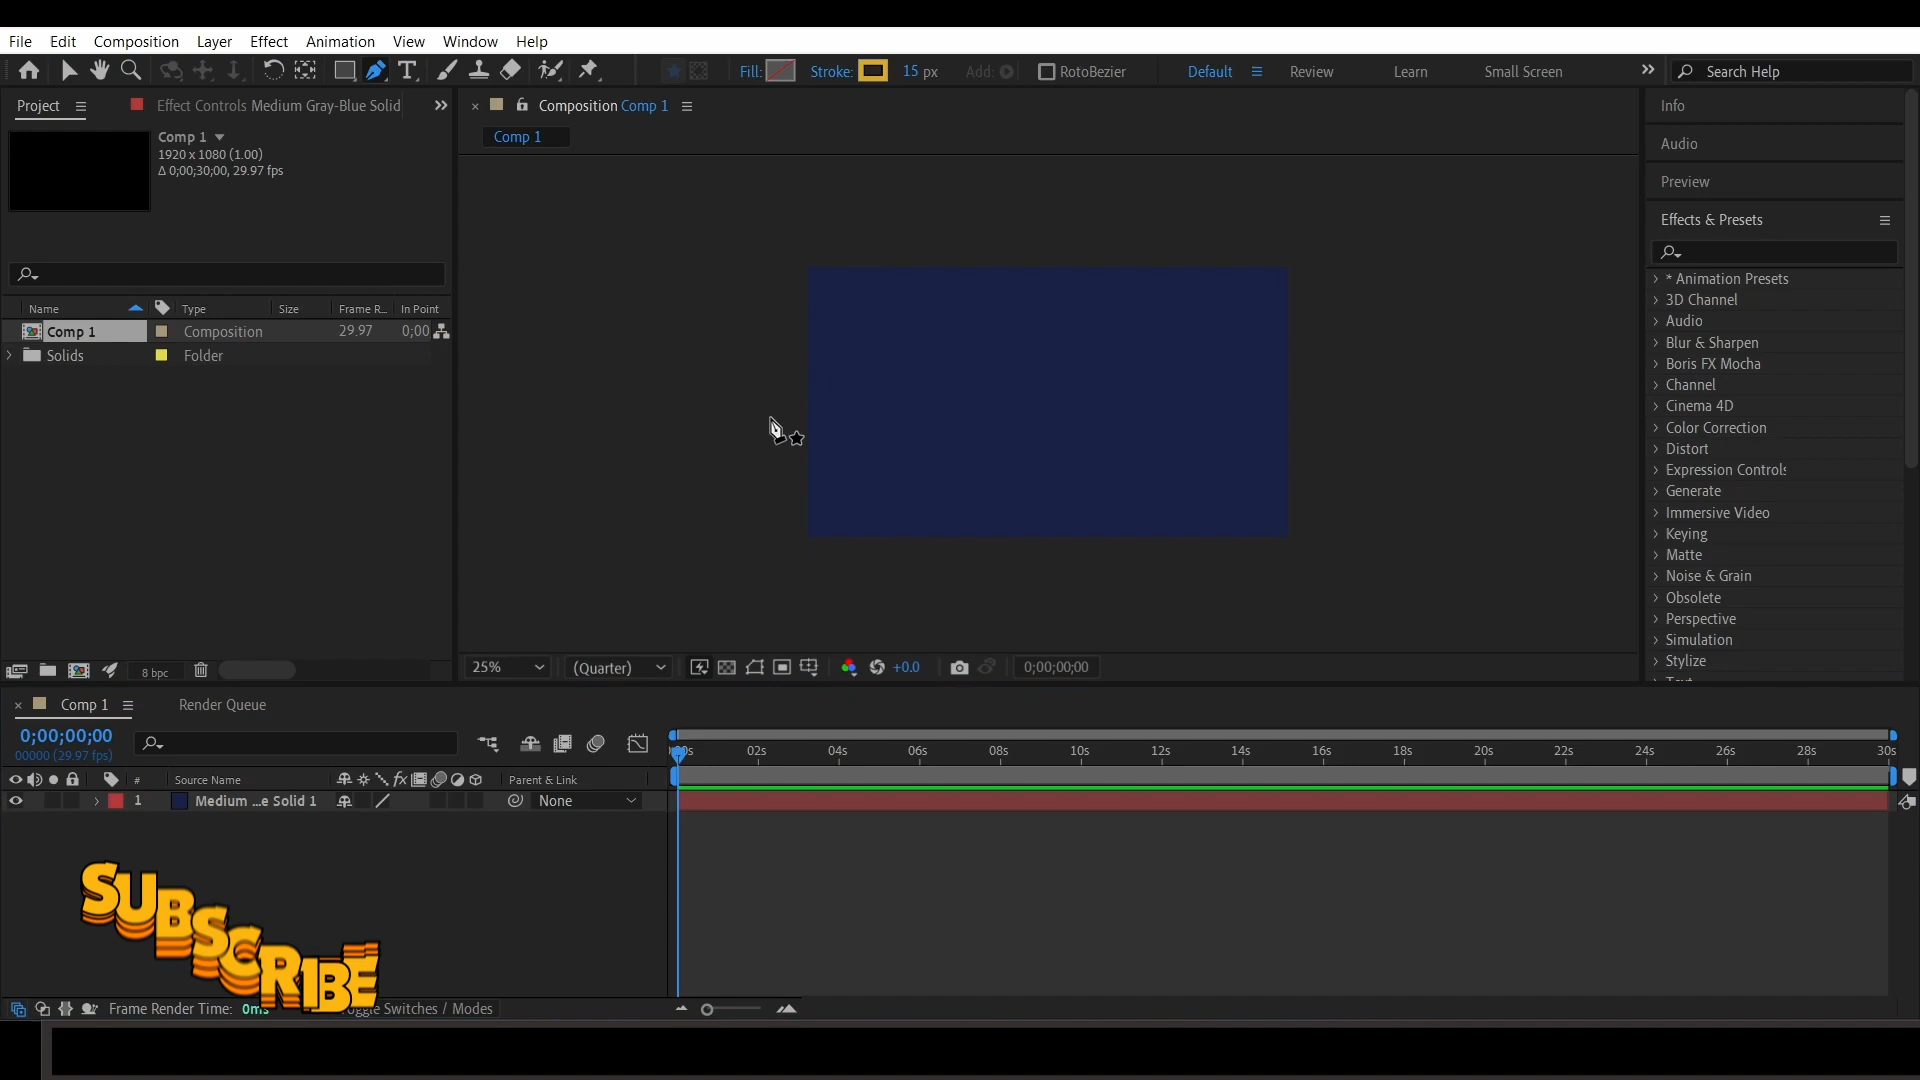 File Edit Composition Layer Effect Animation View Window Help
Fill: Stroke: 15 px Add: RotoBezier Default Review Learn Small Screen Search Help
Project Effect Controls Medium Gray-Blue Solid
Composition Comp 1
Comp 1
Comp 1
1920 x 1080 (1.00)
Δ 0;00;30;00, 29.97 fps
Name Type Size Frame R... In Point
Comp 1 Composition 29.97 0;00
Solids Folder
8 bpc
25% (Quarter) +0.0 0;00;00;00
Info
Audio
Preview
Effects & Presets
* Animation Presets
3D Channel
Audio
Blur & Sharpen
Boris FX Mocha
Channel
Cinema 4D
Color Correction
Distort
Expression Controls
Generate
Immersive Video
Keying
Matte
Noise & Grain
Obsolete
Perspective
Simulation
Stylize
Text
Comp 1 Render Queue
0;00;00;00
00000 (29.97 fps)
02s 04s 06s 08s 10s 12s 14s 16s 18s 20s 22s 24s 26s 28s 30s
# Source Name fx Parent & Link
1 Medium ...e Solid 1 None
SUBSCRIBE
Frame Render Time: 0ms oggle Switches / Modes